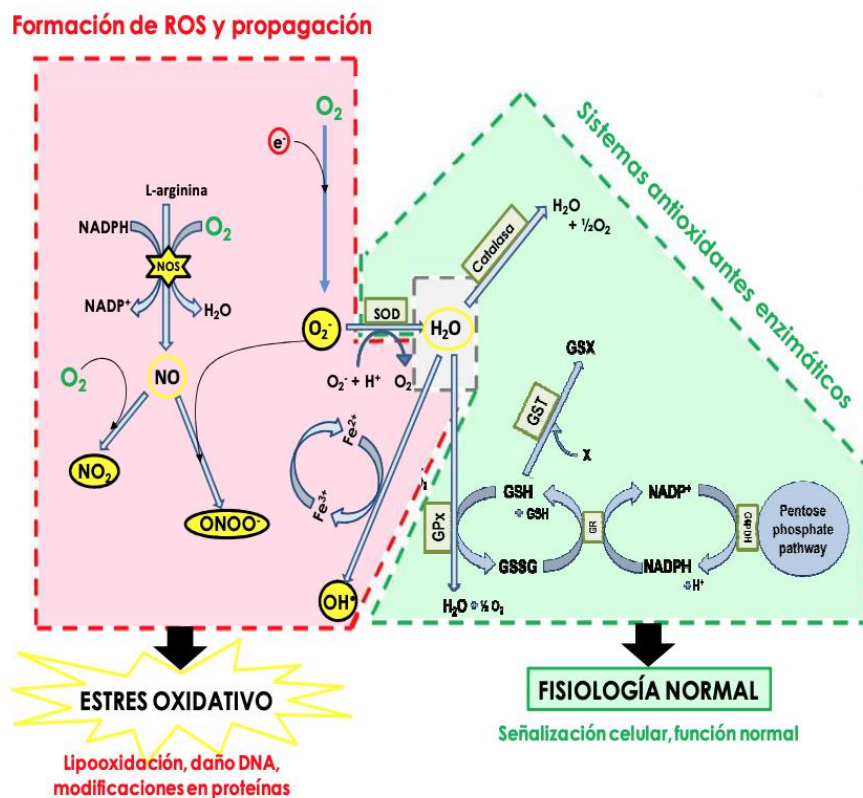 Formación de ROS y propagación
Sistemas antioxidantes enzimáticos
O₂
e⁻
L-arginina
NADPH
O₂
NOS
NADP⁺
H₂O
O₂⁻
SOD
H₂O
Catalasa
H₂O
+ ½O₂
O₂⁻ + H⁺
O₂
O₂
NO
NO₂
ONOO⁻
Fe²⁺
Fe³⁺
OH•
GSX
GST
X
GPx
GSH
+ GSH
GSSG
GR
NADP⁺
NADPH
+H⁺
G6PDH
Pentose
phosphate
pathway
H₂O + ½ O₂
ESTRES OXIDATIVO
Lipooxidación, daño DNA,
modificaciones en proteínas
FISIOLOGÍA NORMAL
Señalización celular, función normal